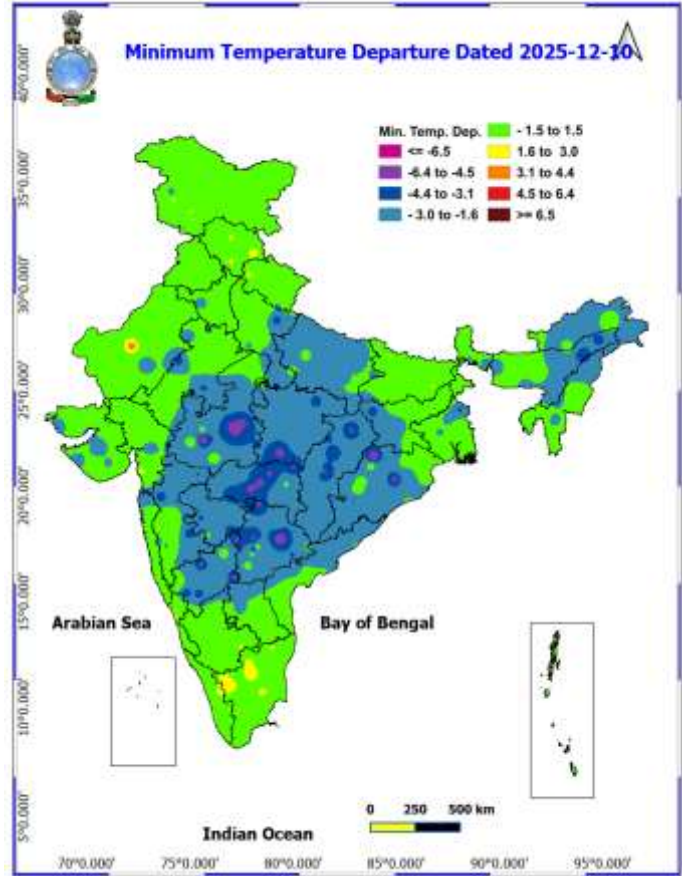 Minimum Temperature Departure Dated 2025-12-10
Min. Temp. Dep.
<= -6.5
-6.4 to -4.5
-4.4 to -3.1
- 3.0 to -1.6
- 1.5 to 1.5
1.6 to 3.0
3.1 to 4.4
4.5 to 6.4
>= 6.5
40°0.000'
35°0.000'
30°0.000'
25°0.000'
20°0.000'
15°0.000'
10°0.000'
5°0.000'
Arabian Sea
Bay of Bengal
0 250 500 km
Indian Ocean
70°0.000' 75°0.000' 80°0.000' 85°0.000' 90°0.000' 95°0.000'